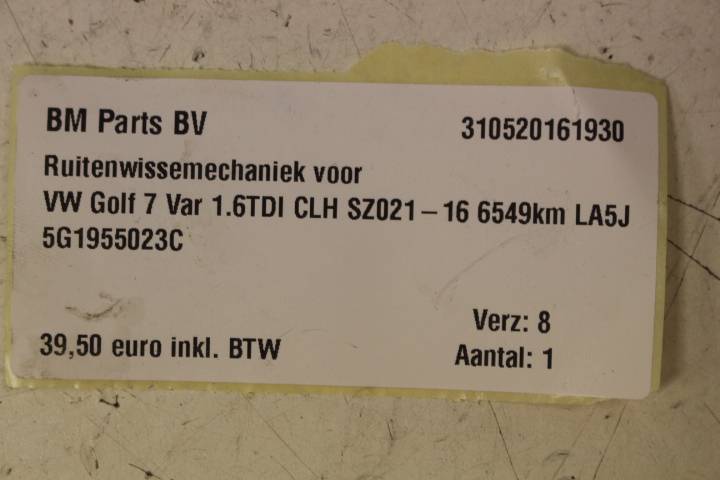 BM Parts BV 310520161930
Ruitenwissemechaniek voor
VW Golf 7 Var 1.6TDI CLH SZ021-16 6549km LA5J
5G1955023C
Verz: 8
39,50 euro inkl. BTW Aantal: 1